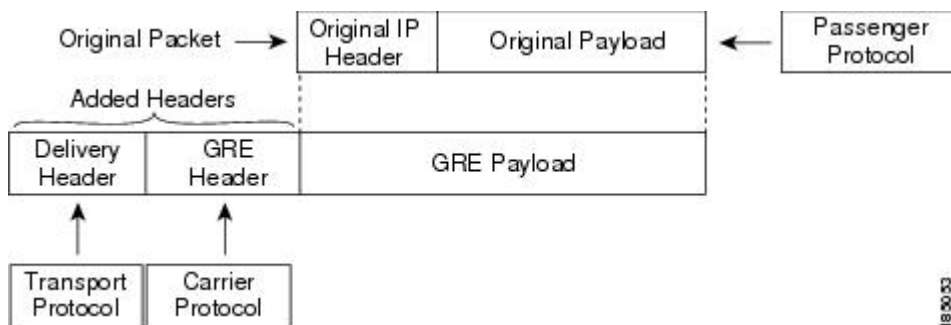 Original Packet
Original IP
Header
Original Payload
Passenger
Protocol
Added Headers
Delivery
Header
GRE
Header
GRE Payload
Transport
Protocol
Carrier
Protocol